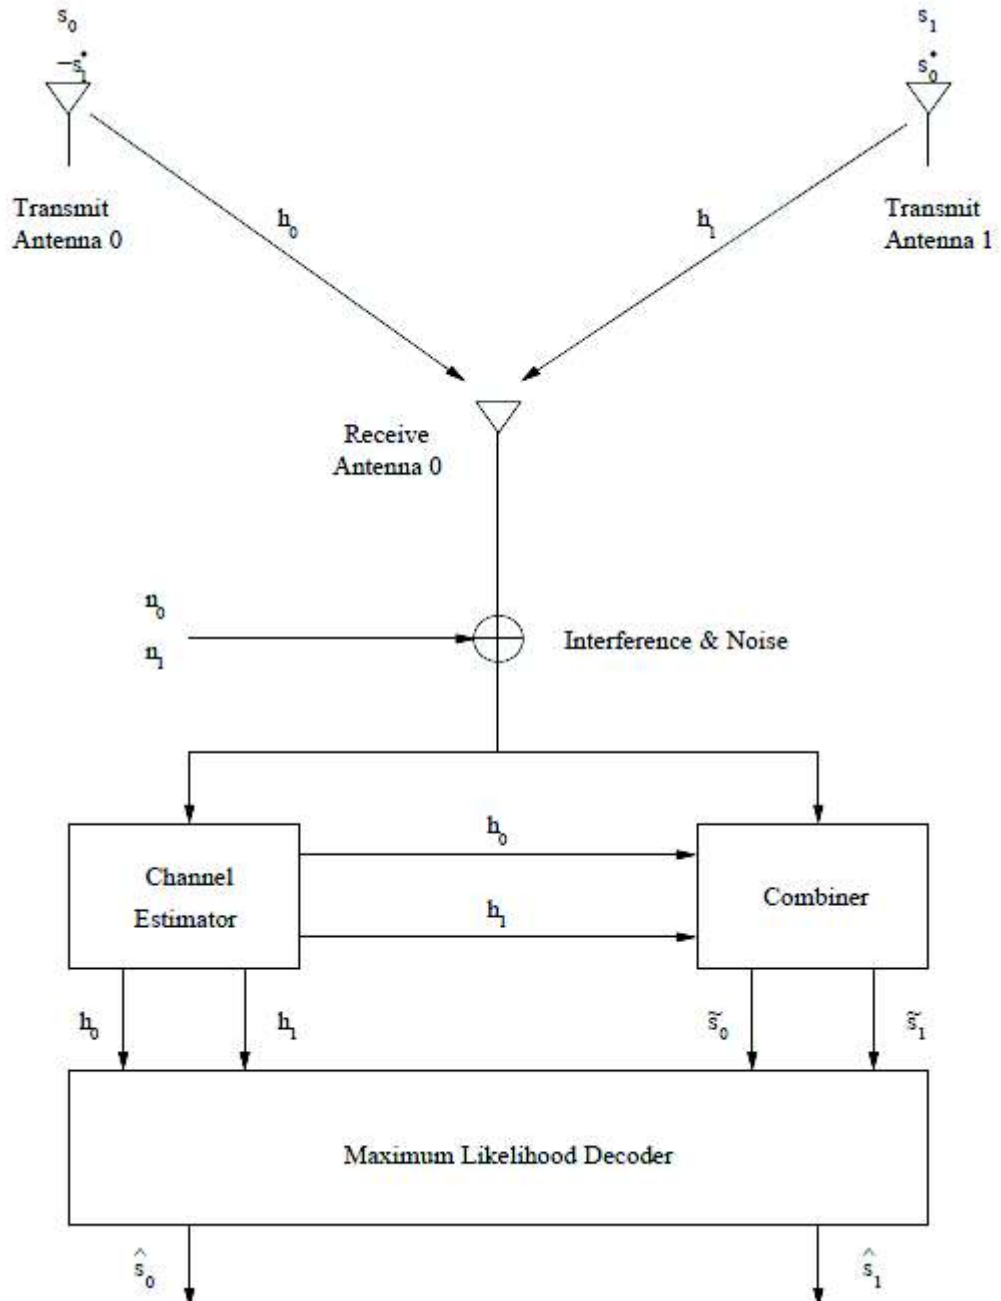 s0 s1
−s1* s0*
Transmit
Antenna 0
h0
h1
Transmit
Antenna 1
Receive
Antenna 0
n0
n1
Interference & Noise
Channel
Estimator
h0
h1
Combiner
h0 h1 s̃0 s̃1
Maximum Likelihood Decoder
ŝ0 ŝ1